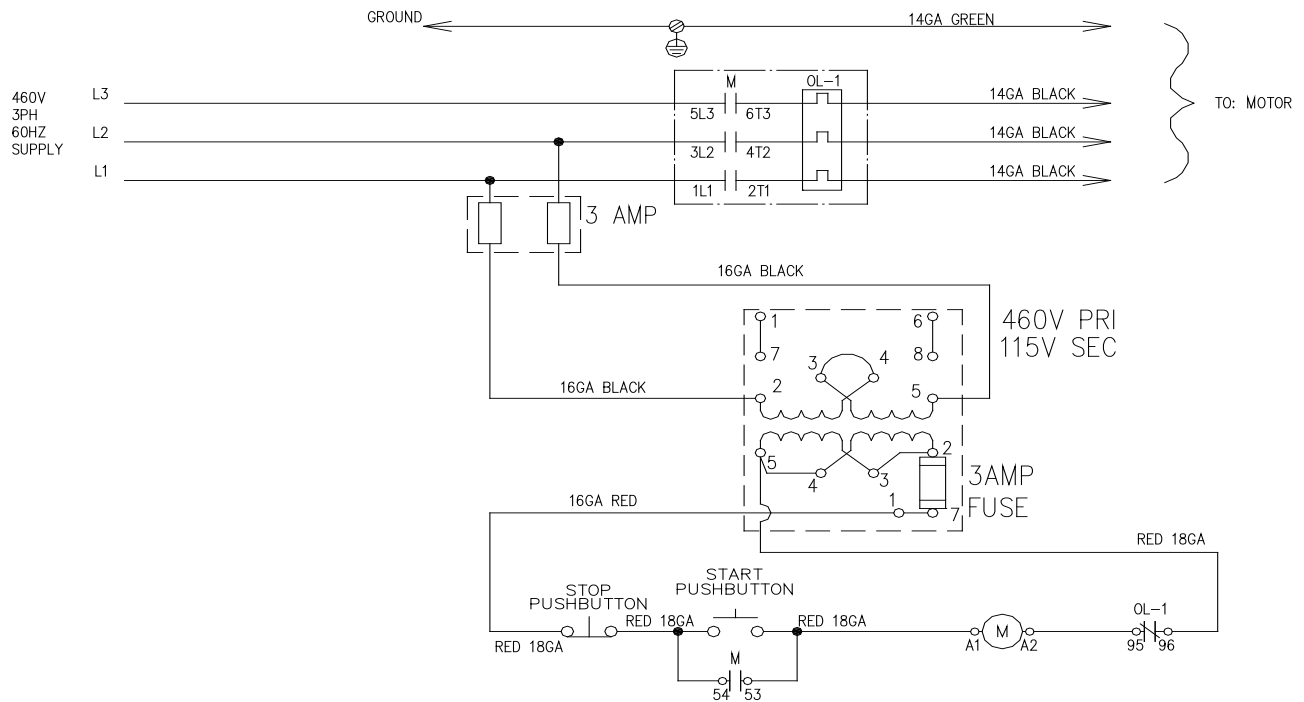 GROUND
14GA GREEN
460V
3PH
60HZ
SUPPLY
L3
L2
L1
M
OL-1
5L3
6T3
3L2
4T2
1L1
2T1
14GA BLACK
14GA BLACK
14GA BLACK
TO: MOTOR
3 AMP
16GA BLACK
460V PRI
115V SEC
1
6
7
8
3
4
16GA BLACK
2
5
5
2
4
3
3AMP
FUSE
16GA RED
1
7
RED 18GA
STOP
PUSHBUTTON
START
PUSHBUTTON
RED 18GA
RED 18GA
RED 18GA
M
54
53
A1
M
A2
OL-1
95
96